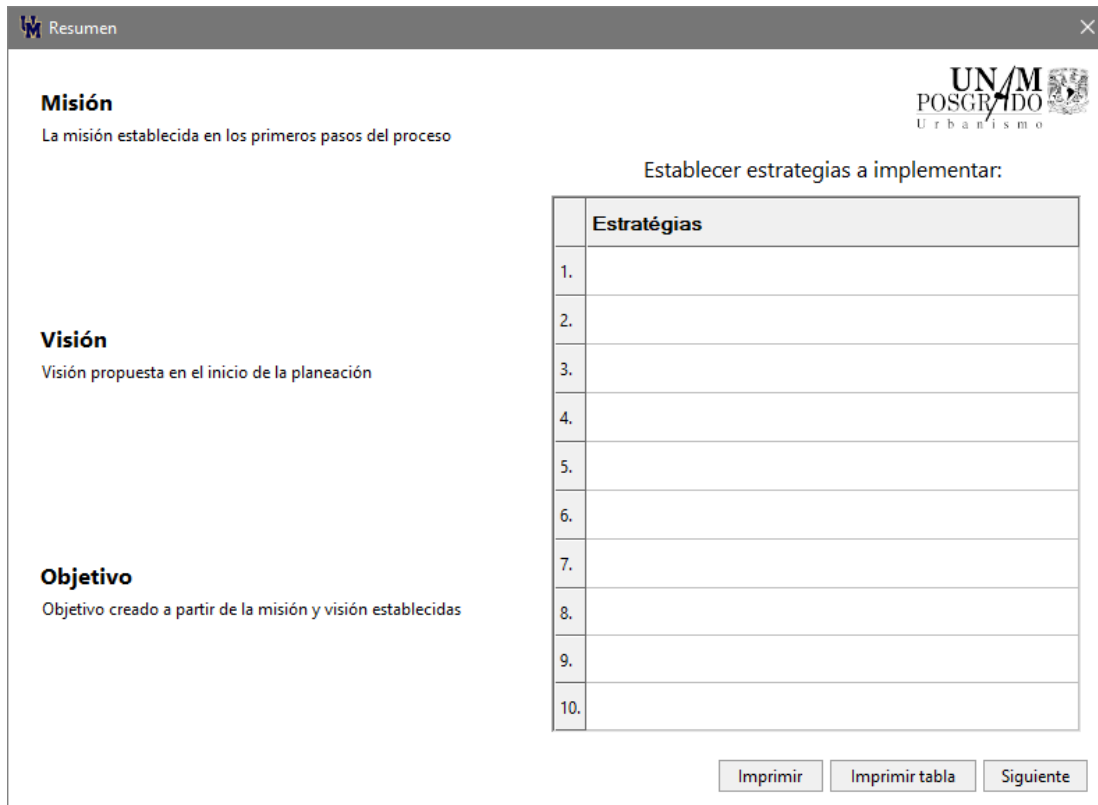 Resumen
Misión
La misión establecida en los primeros pasos del proceso
Visión
Visión propuesta en el inicio de la planeación
Objetivo
Objetivo creado a partir de la misión y visión establecidas
UNAM
POSGRADO
Urbanismo
Establecer estrategias a implementar:
Estratégias
1.
2.
3.
4.
5.
6.
7.
8.
9.
10.
Imprimir
Imprimir tabla
Siguiente